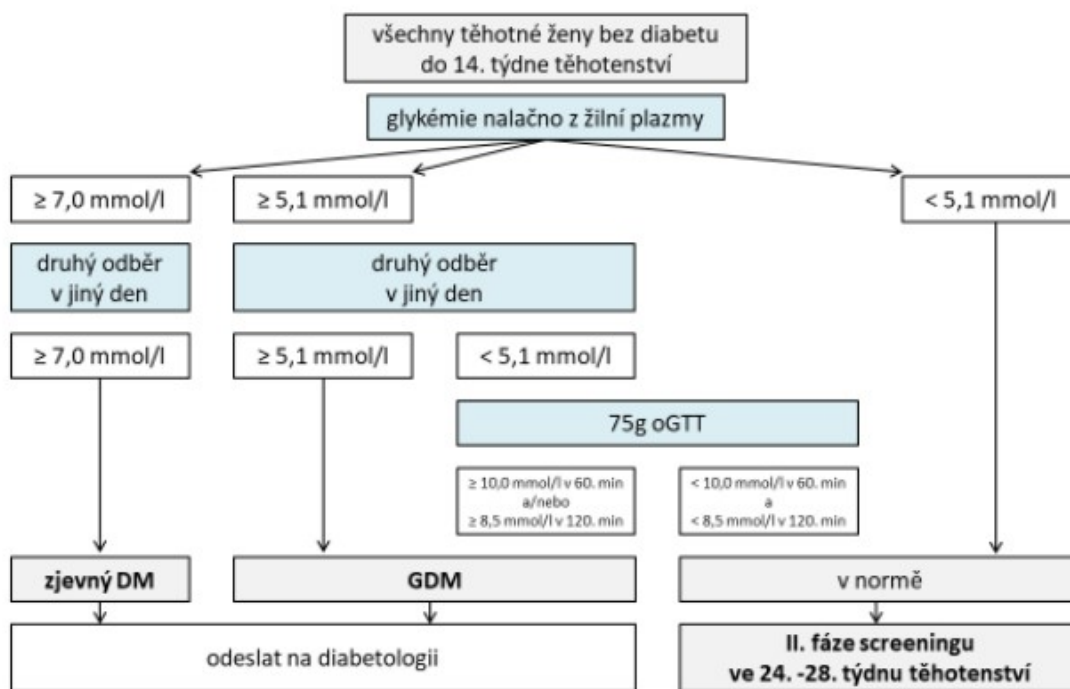 všechny těhotné ženy bez diabetu
do 14. týdne těhotenství
glykémie nalačno z žilní plazmy
≥ 7,0 mmol/l
≥ 5,1 mmol/l
< 5,1 mmol/l
druhý odběr
v jiný den
druhý odběr
v jiný den
≥ 7,0 mmol/l
≥ 5,1 mmol/l
< 5,1 mmol/l
75g oGTT
≥ 10,0 mmol/l v 60. min
a/nebo
≥ 8,5 mmol/l v 120. min
< 10,0 mmol/l v 60. min
a
< 8,5 mmol/l v 120. min
zjevný DM
GDM
v normě
odeslat na diabetologii
II. fáze screeningu
ve 24. -28. týdnu těhotenství